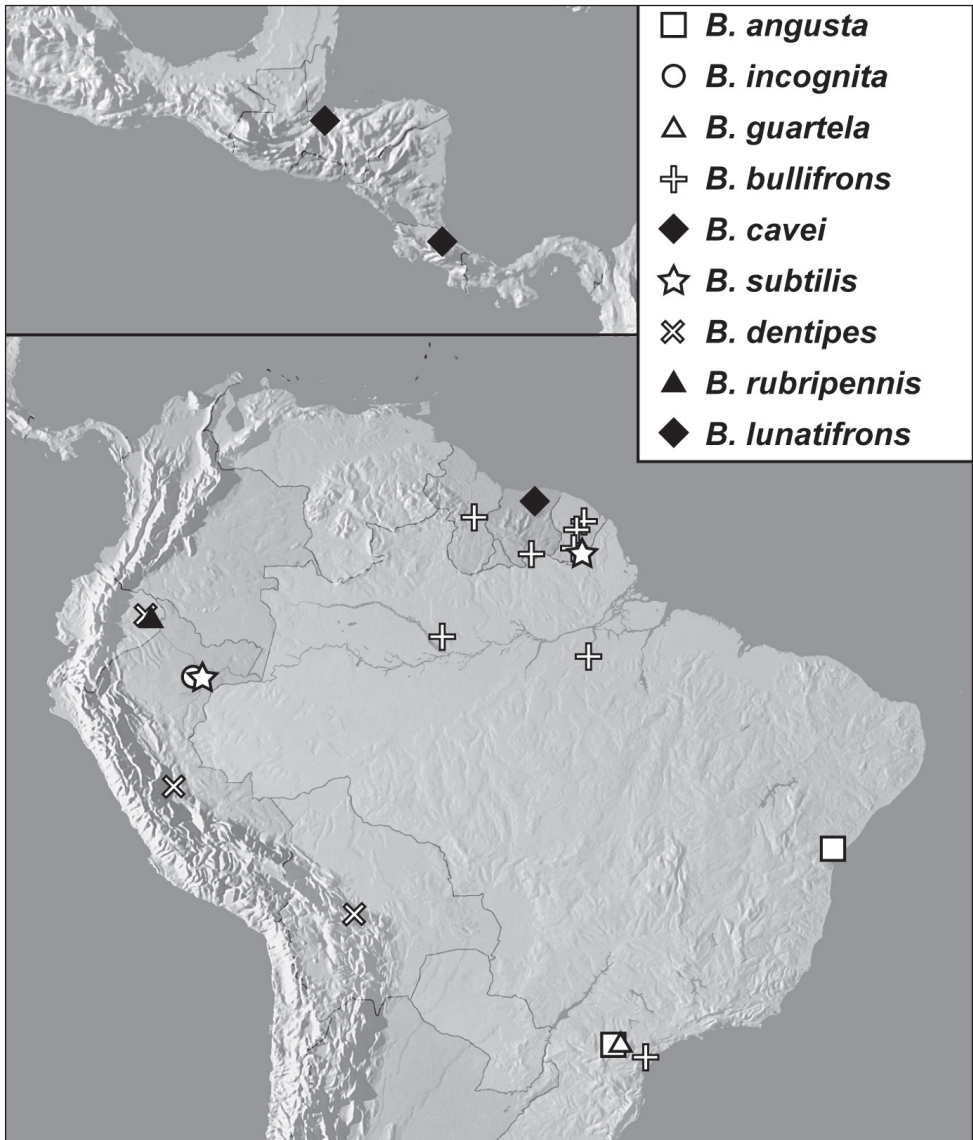 B. angusta
B. incognita
B. guartela
B. bullifrons
B. cavei
B. subtilis
B. dentipes
B. rubripennis
B. lunatifrons